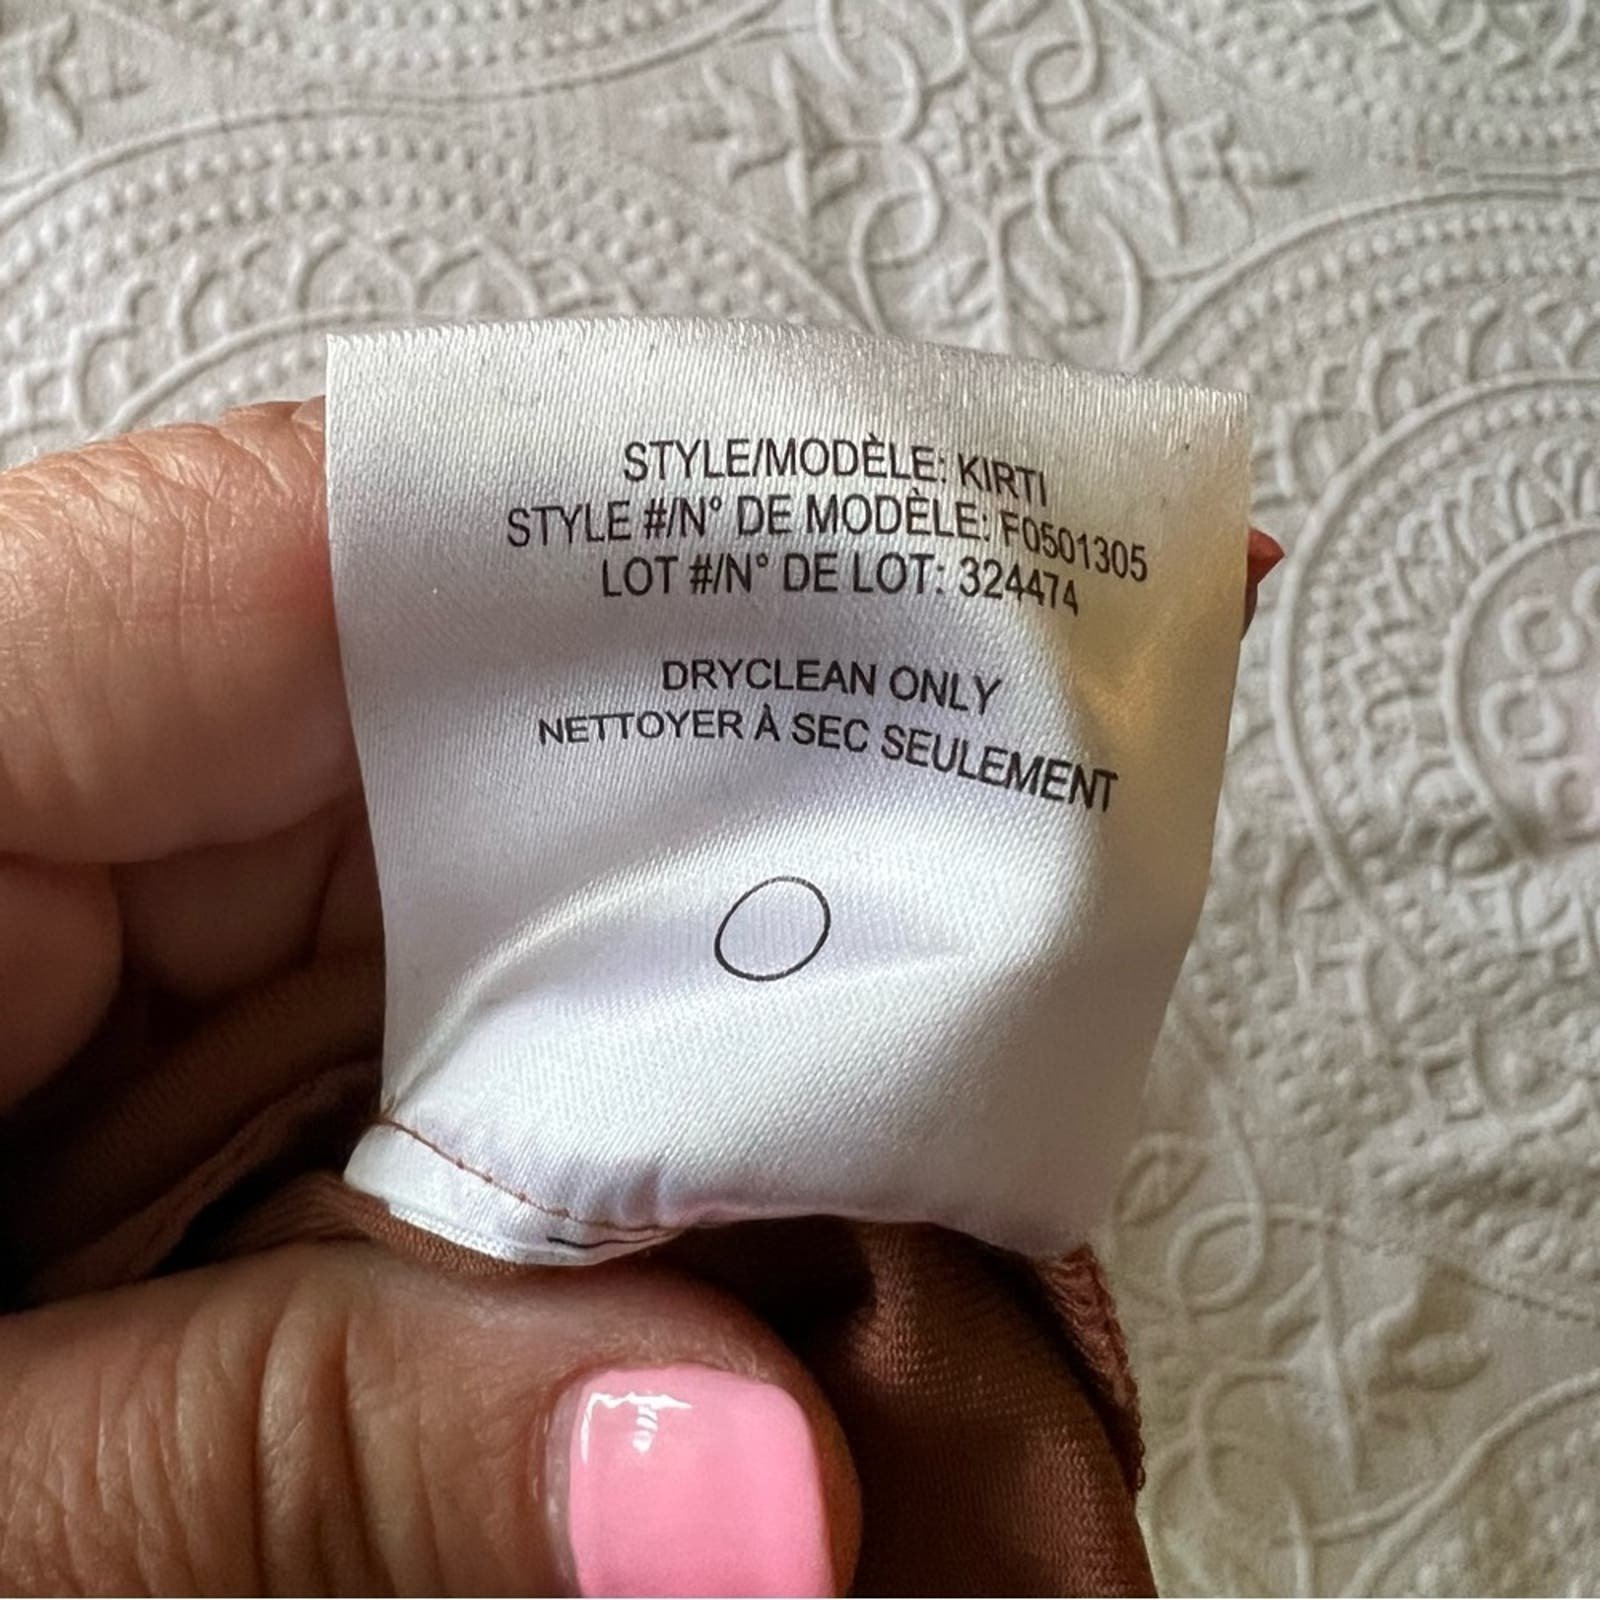 STYLE/MODÈLE: KIRTI
STYLE #/N° DE MODÈLE: F0501305
LOT #/N° DE LOT: 324474
DRYCLEAN ONLY
NETTOYER À SEC SEULEMENT